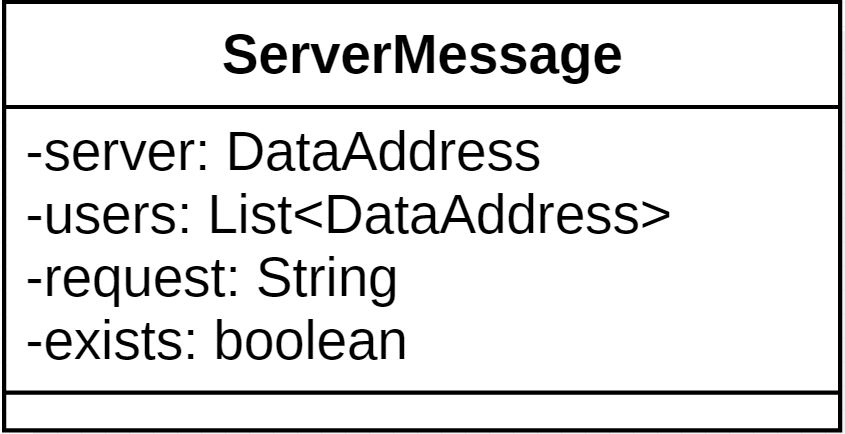 ServerMessage
-server: DataAddress
-users: List<DataAddress>
-request: String
-exists: boolean